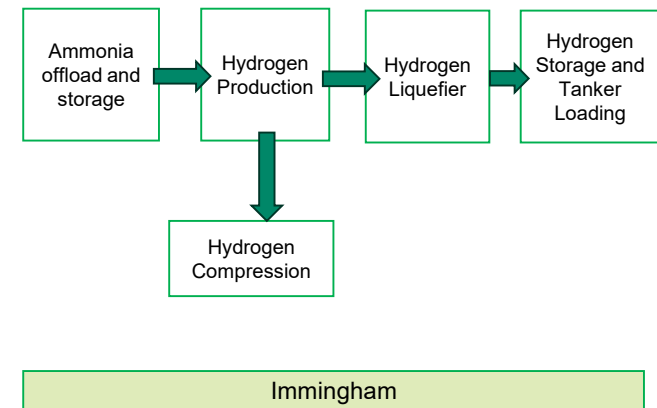 Ammonia
offload and
storage
Hydrogen
Production
Hydrogen
Liquefier
Hydrogen
Storage and
Tanker
Loading
Hydrogen
Compression
Immingham